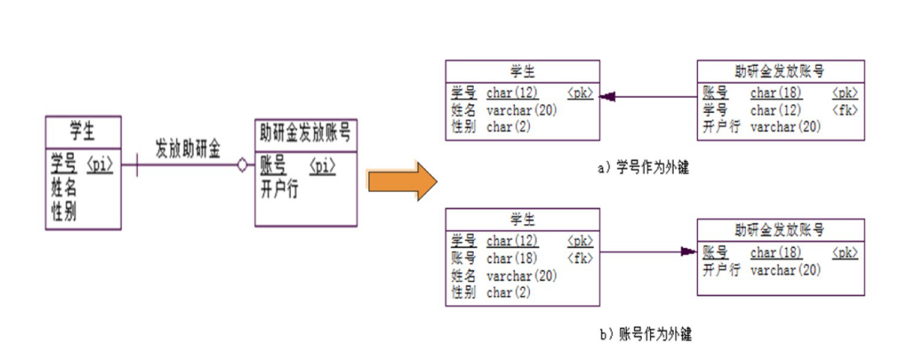 学生
学号 <pi>
姓名
性别
发放助研金
助研金发放账号
账号 <pi>
开户行
学生
学号 char(12) <pk>
姓名 varchar(20)
性别 char(2)
助研金发放账号
账号 char(18) <pk>
学号 char(12) <fk>
开户行 varchar(20)
a）学号作为外键
学生
学号 char(12) <pk>
账号 char(18) <fk>
姓名 varchar(20)
性别 char(2)
助研金发放账号
账号 char(18) <pk>
开户行 varchar(20)
b）账号作为外键